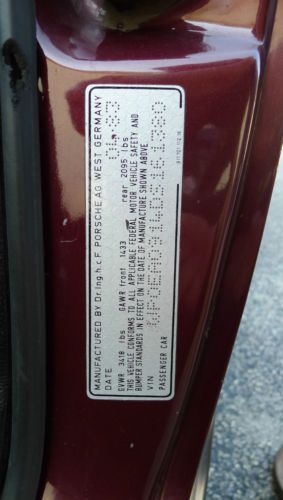 MANUFACTURED BY Dr.Ing.h.c.F. PORSCHE AG WEST GERMANY
DATE 04.83
GVWR 3418 lbs GAWR front 1433 rear 2095 lbs
THIS VEHICLE CONFORMS TO ALL APPLICABLE FEDERAL MOTOR VEHICLE SAFETY AND
BUMPER STANDARDS IN EFFECT ON THE DATE OF MANUFACTURE SHOWN ABOVE
VIN WP0EA0914DS161380
PASSENGER CAR